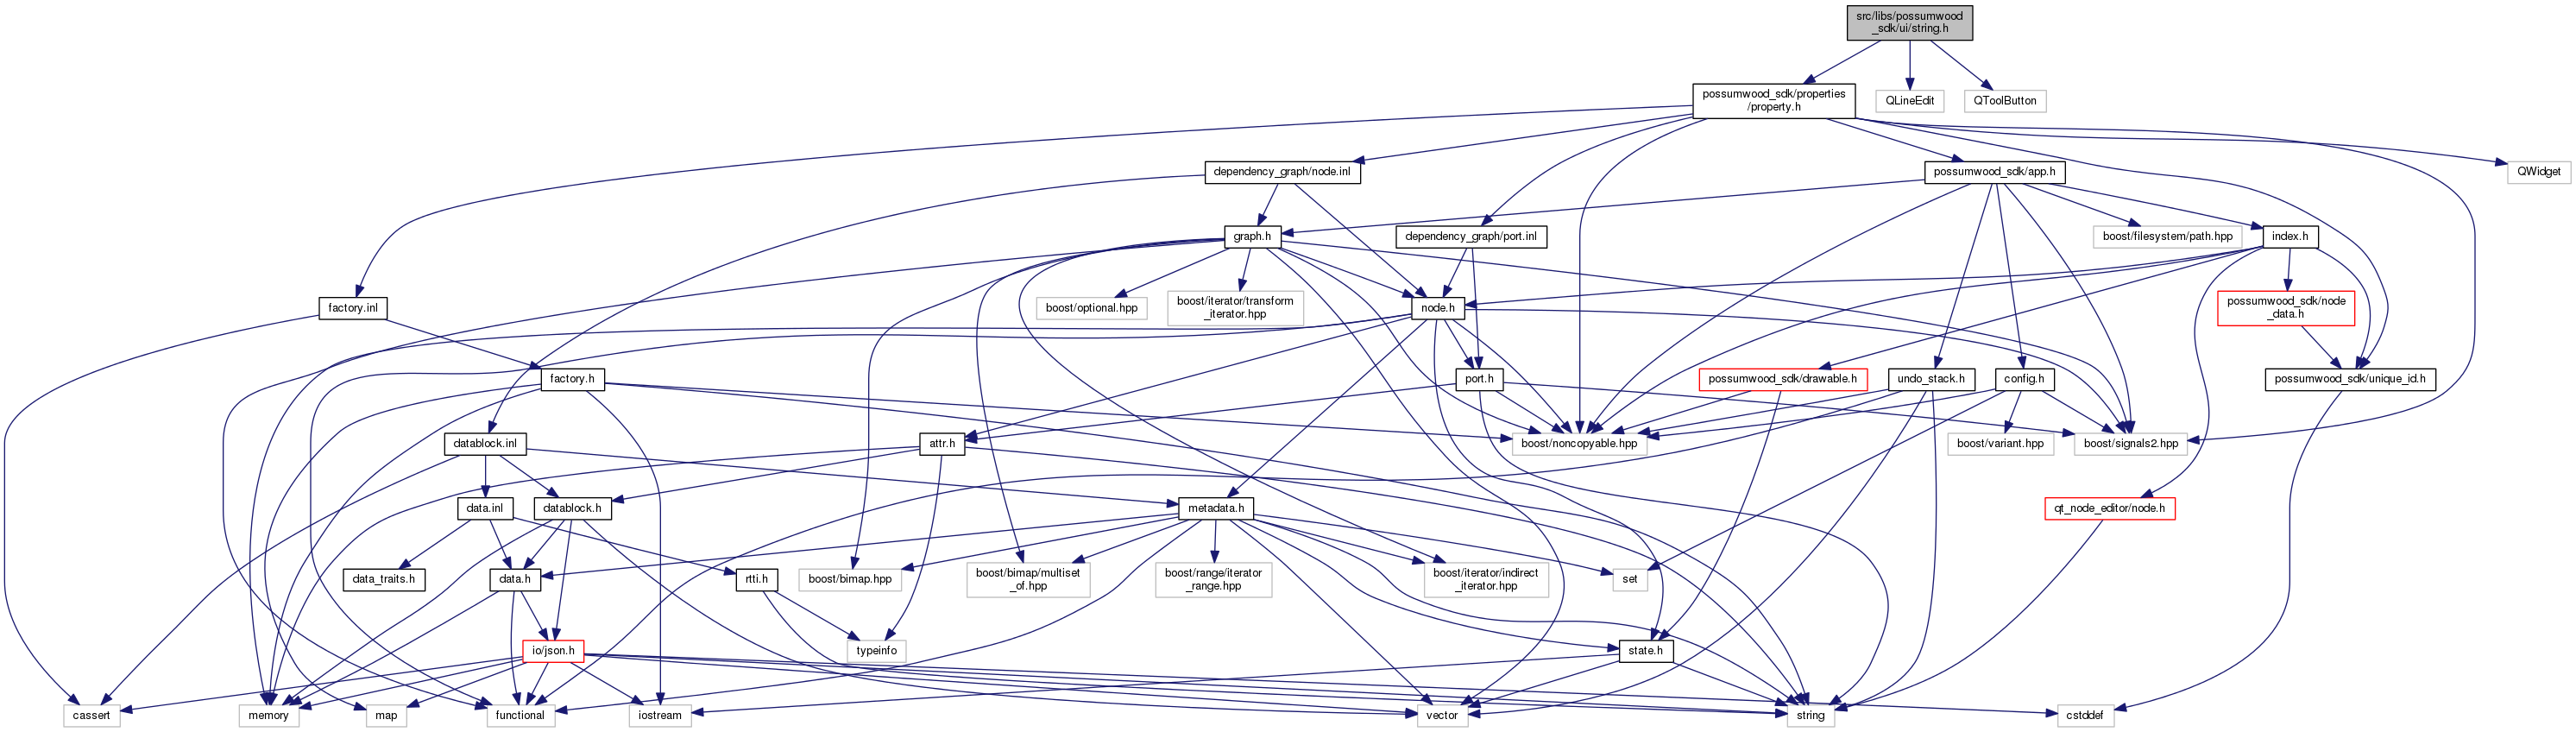 src/libs/possumwood
_sdk/ui/string.h
possumwood_sdk/properties
/property.h
QLineEdit
QToolButton
dependency_graph/node.inl
possumwood_sdk/app.h
QWidget
graph.h
dependency_graph/port.inl
boost/filesystem/path.hpp
index.h
factory.inl
boost/optional.hpp
boost/iterator/transform
_iterator.hpp
node.h
possumwood_sdk/node
_data.h
factory.h
port.h
possumwood_sdk/drawable.h
undo_stack.h
config.h
possumwood_sdk/unique_id.h
datablock.inl
attr.h
boost/noncopyable.hpp
boost/variant.hpp
boost/signals2.hpp
data.inl
datablock.h
metadata.h
qt_node_editor/node.h
data_traits.h
data.h
rtti.h
boost/bimap.hpp
boost/bimap/multiset
_of.hpp
boost/range/iterator
_range.hpp
boost/iterator/indirect
_iterator.hpp
set
io/json.h
typeinfo
state.h
cassert
memory
map
functional
iostream
vector
string
cstddef